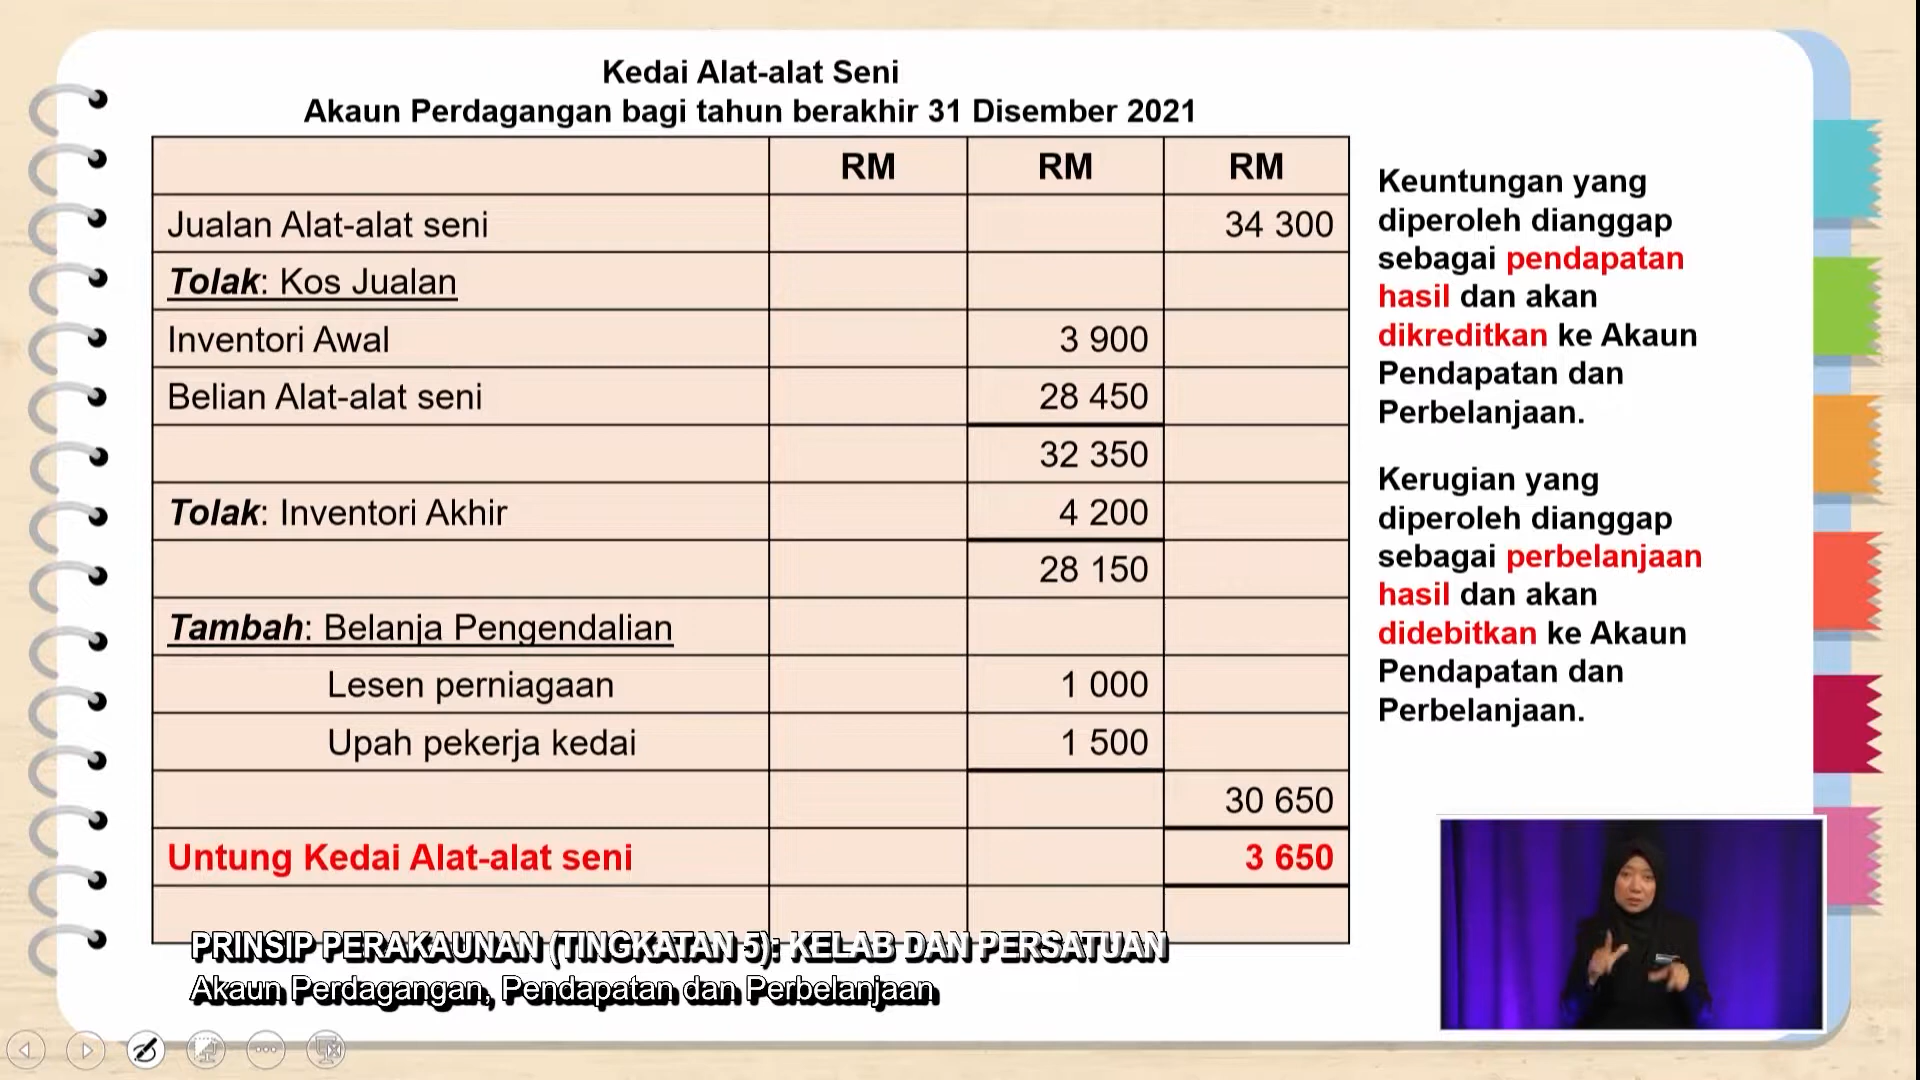 Kedai Alat-alat Seni
Akaun Perdagangan bagi tahun berakhir 31 Disember 2021
RM RM RM
Jualan Alat-alat seni 34 300
Tolak: Kos Jualan
Inventori Awal 3 900
Belian Alat-alat seni 28 450
32 350
Tolak: Inventori Akhir 4 200
28 150
Tambah: Belanja Pengendalian
Lesen perniagaan 1 000
Upah pekerja kedai 1 500
30 650
Untung Kedai Alat-alat seni 3 650
Keuntungan yang
diperoleh dianggap
sebagai pendapatan
hasil dan akan
dikreditkan ke Akaun
Pendapatan dan
Perbelanjaan.
Kerugian yang
diperoleh dianggap
sebagai perbelanjaan
hasil dan akan
didebitkan ke Akaun
Pendapatan dan
Perbelanjaan.
PRINSIP PERAKAUNAN (TINGKATAN 5): KELAB DAN PERSATUAN
Akaun Perdagangan, Pendapatan dan Perbelanjaan